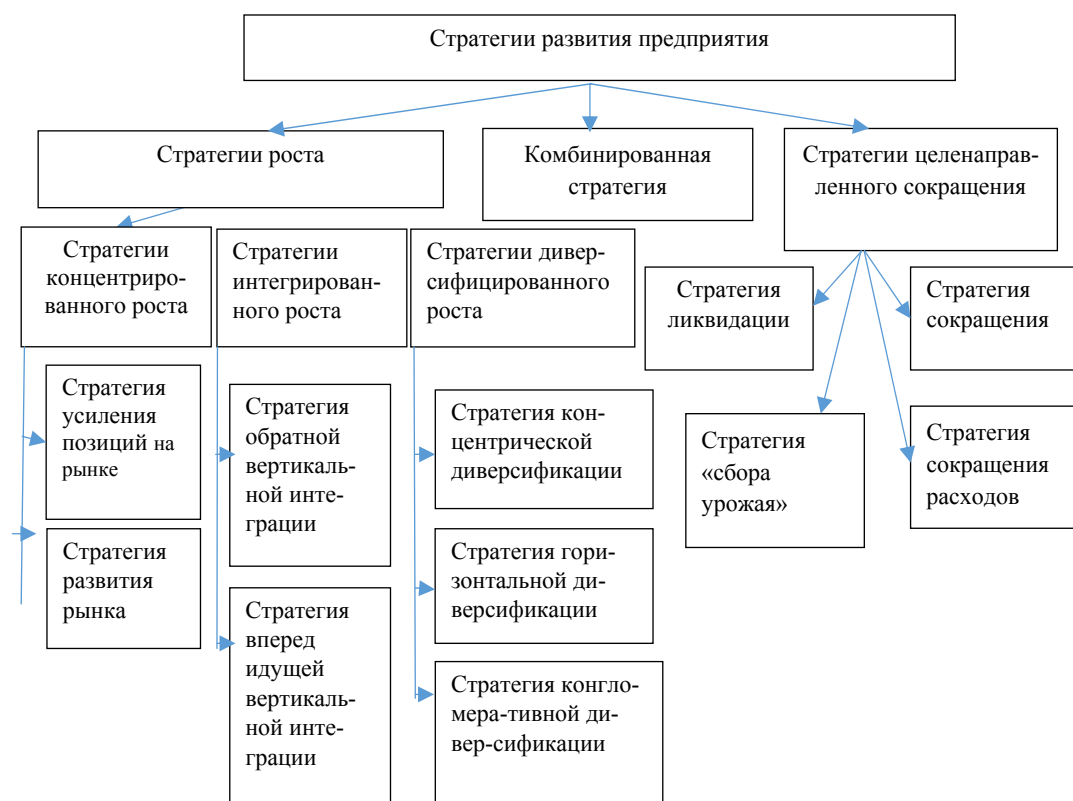 Стратегии развития предприятия
Стратегии роста
Комбинированная
стратегия
Стратегии целенаправ-
ленного сокращения
Стратегии
концентриро-
ванного роста
Стратегии
интегрирован-
ного роста
Стратегии дивер-
сифицированного
роста
Стратегия
ликвидации
Стратегия
сокращения
Стратегия
усиления
позиций на
рынке
Стратегия
обратной
вертикаль-
ной инте-
грации
Стратегия кон-
центрической
диверсификации
Стратегия
«сбора
урожая»
Стратегия
сокращения
расходов
Стратегия
развития
рынка
Стратегия гори-
зонтальной ди-
версификации
Стратегия
вперед
идущей
вертикаль-
ной инте-
грации
Стратегия конгло-
мера-тивной ди-
вер-сификации